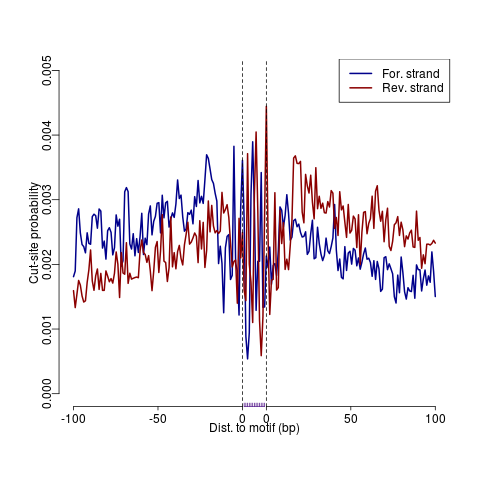 For. strand
Rev. strand
Cut-site probability
0.005
0.004
0.003
0.002
0.001
0.000
-100 -50 0 0 50 100
Dist. to motif (bp)